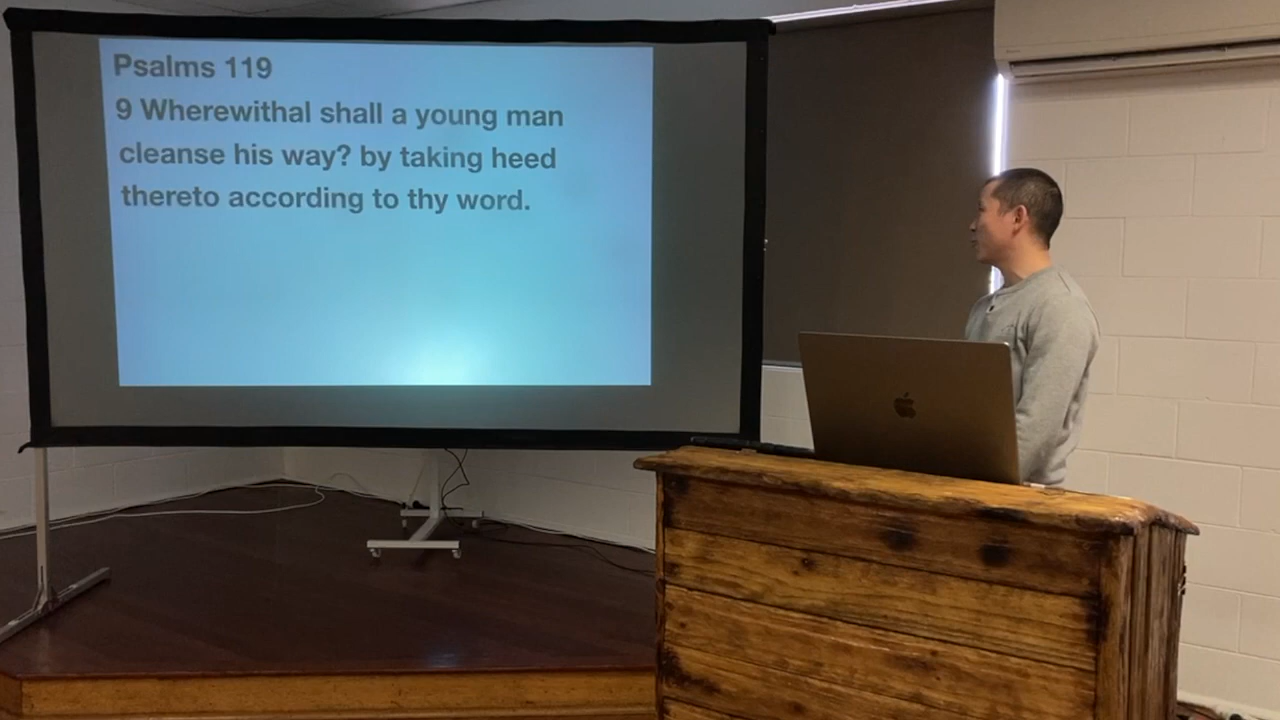 Psalms 119
9 Wherewithal shall a young man
cleanse his way? by taking heed
thereto according to thy word.